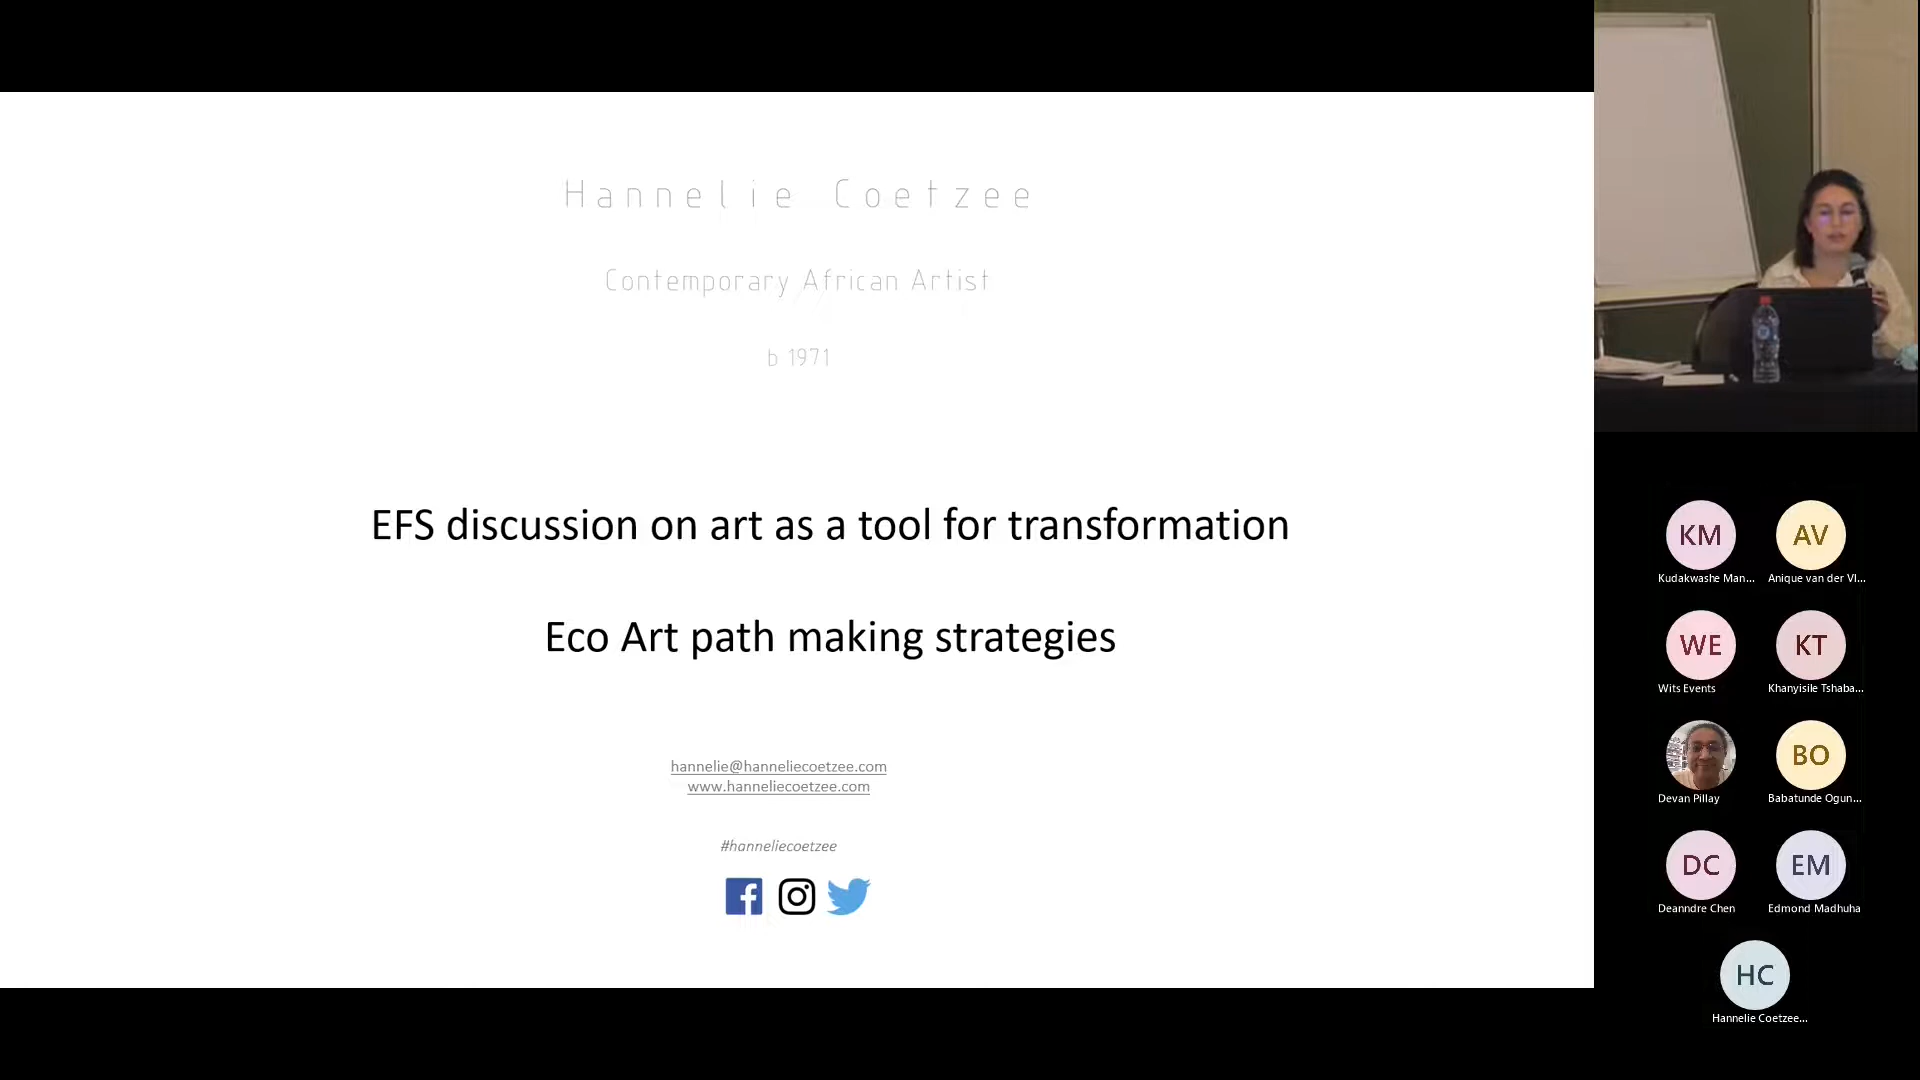 Hannelie Coetzee
Contemporary African Artist
b 1971
EFS discussion on art as a tool for transformation
Eco Art path making strategies
hannelie@hanneliecoetzee.com
www.hanneliecoetzee.com
#hanneliecoetzee
KM
AV
Kudakwashe Man...
Anique van der Vl...
WE
KT
Wits Events
Khanyisile Tshaba...
BO
Devan Pillay
Babatunde Ogun...
DC
EM
Deanndre Chen
Edmond Madhuha
HC
Hannelie Coetzee...